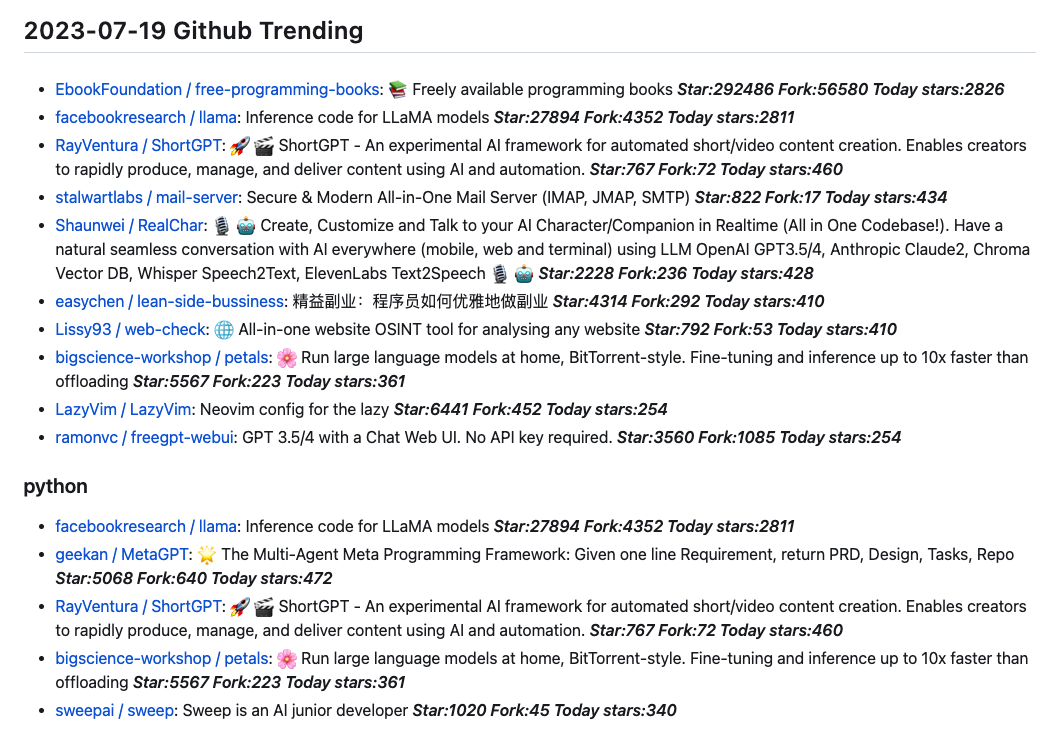 2023-07-19 Github Trending
EbookFoundation / free-programming-books: 📚 Freely available programming books Star:292486 Fork:56580 Today stars:2826
facebookresearch / llama: Inference code for LLaMA models Star:27894 Fork:4352 Today stars:2811
RayVentura / ShortGPT: 🚀🎬 ShortGPT - An experimental AI framework for automated short/video content creation. Enables creators
to rapidly produce, manage, and deliver content using AI and automation. Star:767 Fork:72 Today stars:460
stalwartlabs / mail-server: Secure & Modern All-in-One Mail Server (IMAP, JMAP, SMTP) Star:822 Fork:17 Today stars:434
Shaunwei / RealChar: 🎙️🤖 Create, Customize and Talk to your AI Character/Companion in Realtime (All in One Codebase!). Have a
natural seamless conversation with AI everywhere (mobile, web and terminal) using LLM OpenAI GPT3.5/4, Anthropic Claude2, Chroma
Vector DB, Whisper Speech2Text, ElevenLabs Text2Speech 🎙️🤖 Star:2228 Fork:236 Today stars:428
easychen / lean-side-bussiness: 精益副业：程序员如何优雅地做副业 Star:4314 Fork:292 Today stars:410
Lissy93 / web-check: 🌐 All-in-one website OSINT tool for analysing any website Star:792 Fork:53 Today stars:410
bigscience-workshop / petals: 🌸 Run large language models at home, BitTorrent-style. Fine-tuning and inference up to 10x faster than
offloading Star:5567 Fork:223 Today stars:361
LazyVim / LazyVim: Neovim config for the lazy Star:6441 Fork:452 Today stars:254
ramonvc / freegpt-webui: GPT 3.5/4 with a Chat Web UI. No API key required. Star:3560 Fork:1085 Today stars:254
python
facebookresearch / llama: Inference code for LLaMA models Star:27894 Fork:4352 Today stars:2811
geekan / MetaGPT: 🌟 The Multi-Agent Meta Programming Framework: Given one line Requirement, return PRD, Design, Tasks, Repo
Star:5068 Fork:640 Today stars:472
RayVentura / ShortGPT: 🚀🎬 ShortGPT - An experimental AI framework for automated short/video content creation. Enables creators
to rapidly produce, manage, and deliver content using AI and automation. Star:767 Fork:72 Today stars:460
bigscience-workshop / petals: 🌸 Run large language models at home, BitTorrent-style. Fine-tuning and inference up to 10x faster than
offloading Star:5567 Fork:223 Today stars:361
sweepai / sweep: Sweep is an AI junior developer Star:1020 Fork:45 Today stars:340